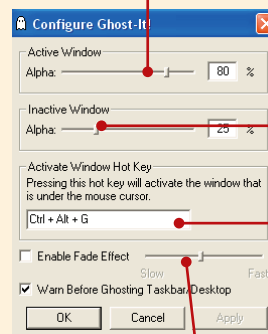 Configure Ghost-It!
Active Window
Alpha: 80 %
Inactive Window
Alpha: 25 %
Activate Window Hot Key
Pressing this hot key will activate the window that
is under the mouse cursor.
Ctrl + Alt + G
Enable Fade Effect
Slow Fast
Warn Before Ghosting Taskbar/Desktop
OK Cancel Apply